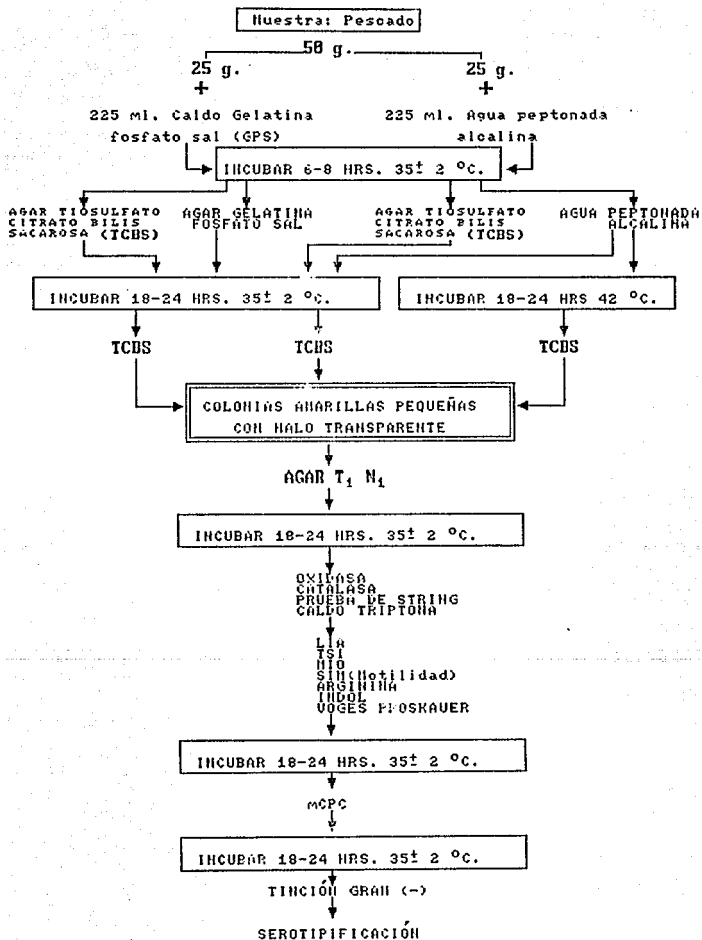 Muestra: Pescado
50 g.
25 g.
25 g.
+
+
225 ml. Caldo Gelatina
fosfato sal (GPS)
225 ml. Agua peptonada
alcalina
INCUBAR 6-8 HRS. 35± 2 °C.
AGAR TIOSULFATO
CITRATO BILIS
SACAROSA (TCBS)
AGAR GELATINA
FOSFATO SAL
AGAR TIOSULFATO
CITRATO BILIS
SACAROSA (TCBS)
AGUA PEPTONADA
ALCALINA
INCUBAR 18-24 HRS. 35± 2 °C.
INCUBAR 18-24 HRS 42 °C.
TCBS
TCBS
TCBS
COLONIAS AMARILLAS PEQUEÑAS
CON HALO TRANSPARENTE
AGAR T₁ N₁
INCUBAR 18-24 HRS. 35± 2 °C.
OXIDASA
CATALASA
PRUEBA DE STRING
CALDO TRIPTONA
LIA
TSI
MIO
SIM(Motilidad)
ARGININA
INDOL
VOGES PROSKAUER
INCUBAR 18-24 HRS. 35± 2 °C.
mCPC
INCUBAR 18-24 HRS. 35± 2 °C.
TINCIÓN GRAM (-)
SEROTIPIFICACIÓN